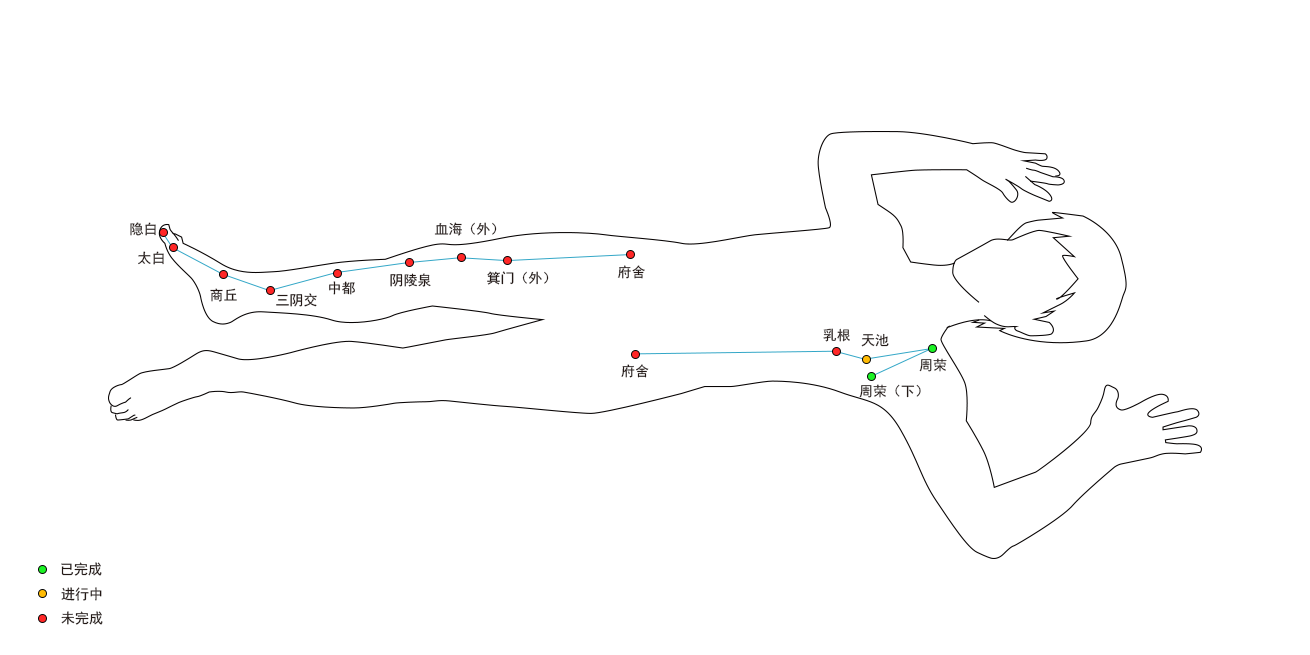 隐白
太白
商丘
三阴交
中都
阴陵泉
血海（外）
箕门（外）
府舍
府舍
乳根
天池
周荣
周荣（下）
已完成
进行中
未完成